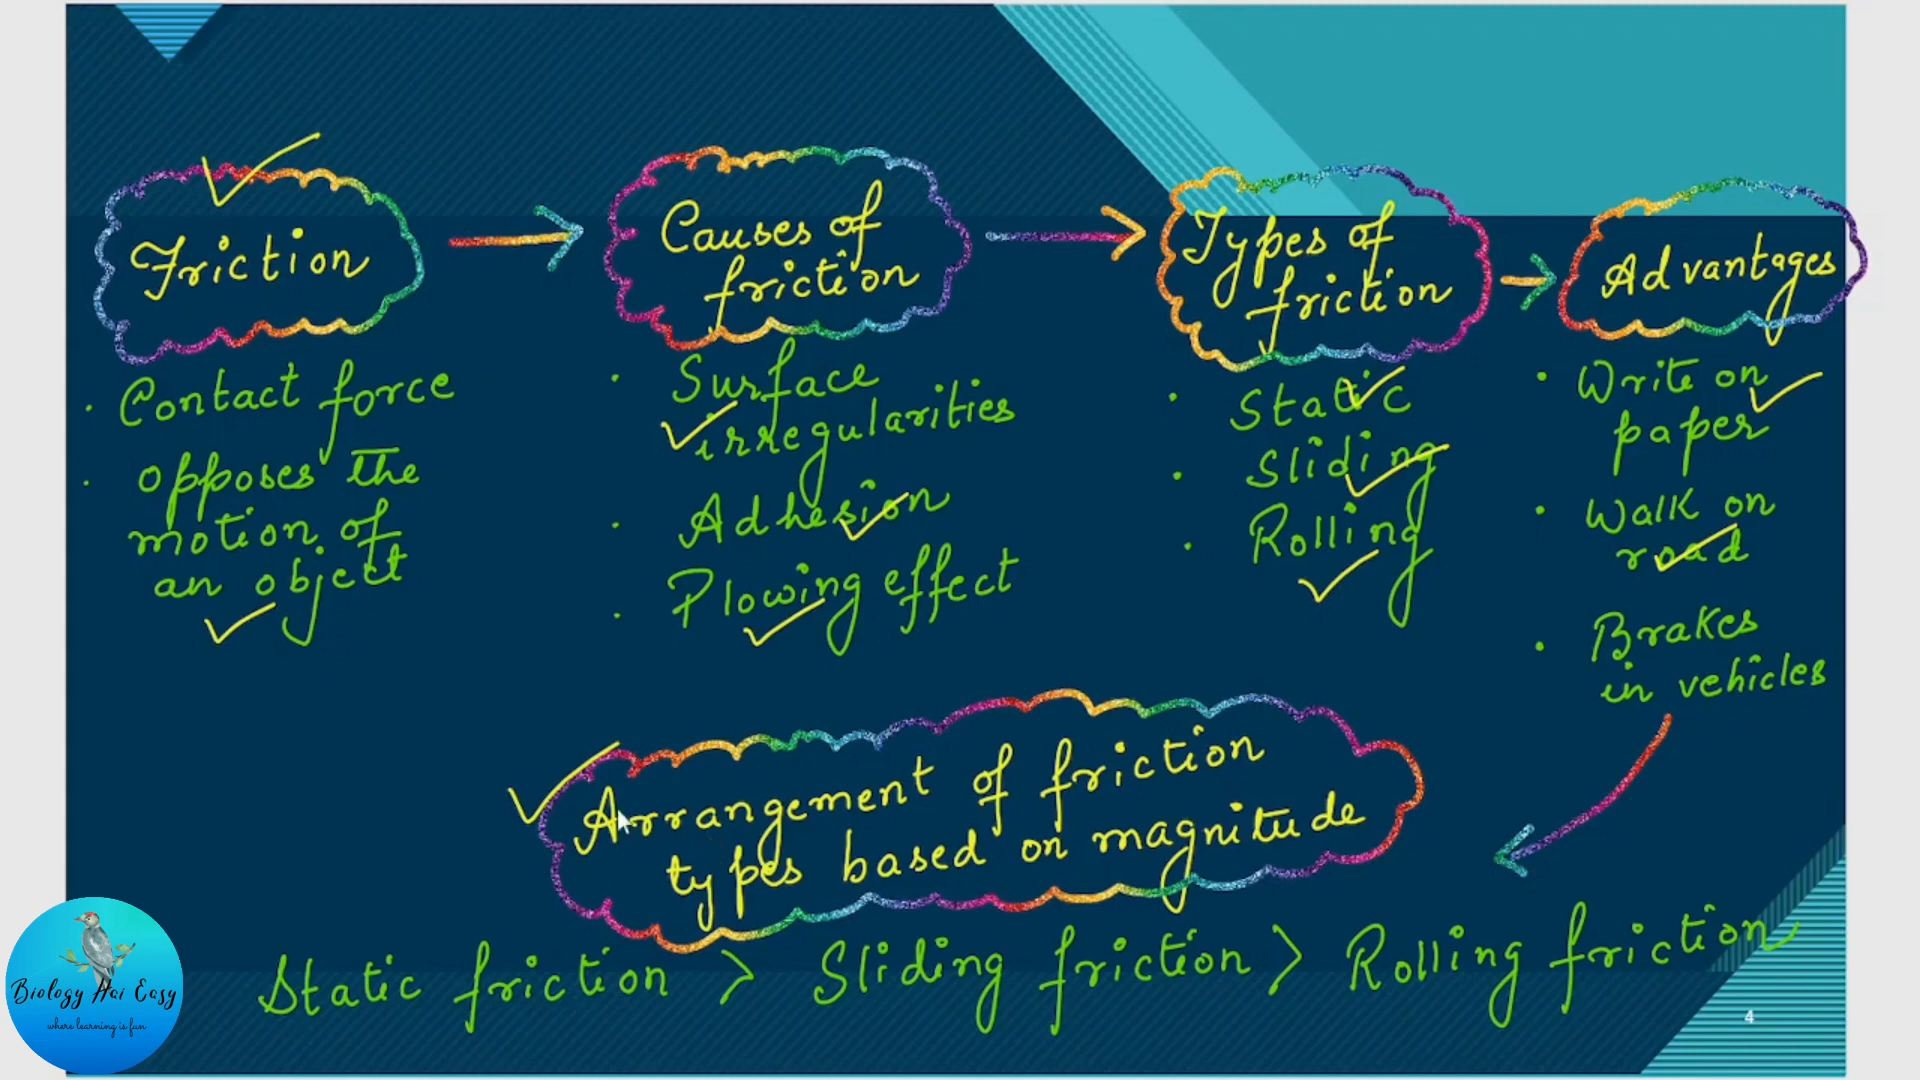 Friction
Causes of
friction
Types of
friction
Advantages
· Contact force
· opposes the
motion of
an object
· Surface
irregularities
· Adhesion
· Plowing effect
· Static
· Sliding
· Rolling
· Write on
paper
· Walk on
road
· Brakes
in vehicles
Arrangement of friction
types based on magnitude
Static friction > Sliding friction > Rolling friction
Biology Hai Easy
where learning is fun
4